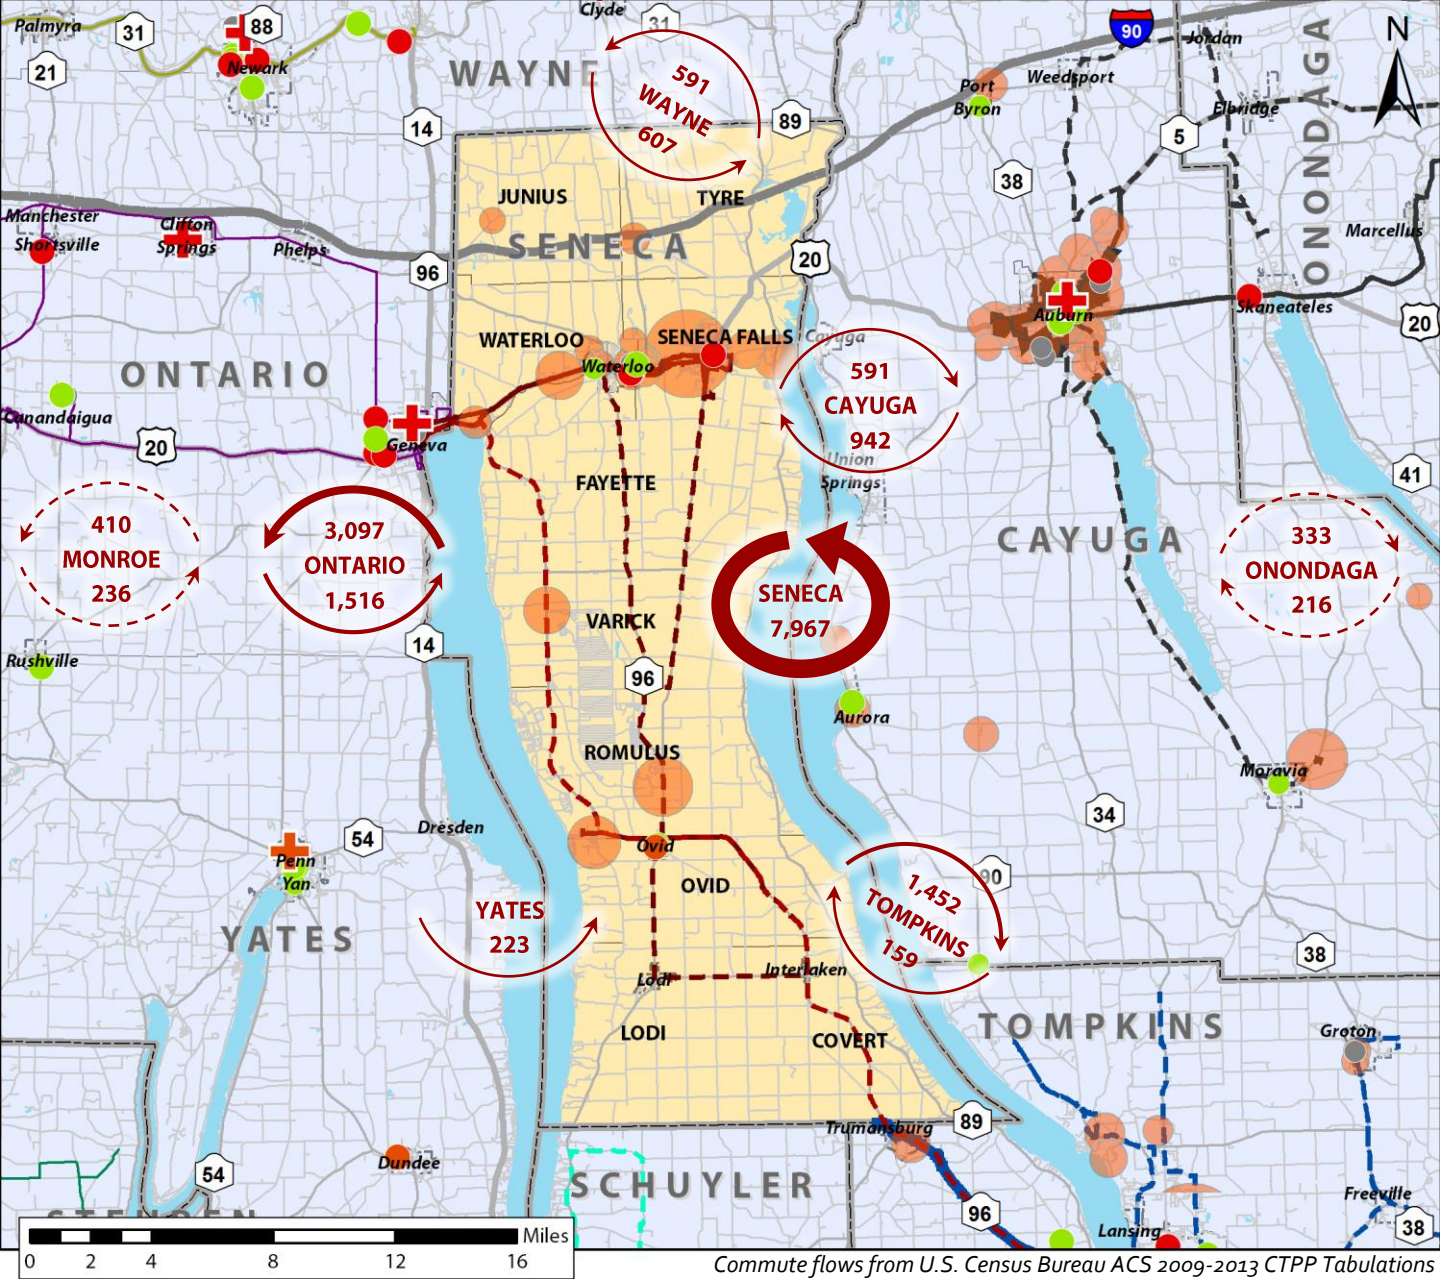 Clyde
Palmyra
31
88
31
90
Jordan
N
21
Newark
WAYNE
591
WAYNE
607
Port
Byron
Weedsport
Elbridge
ONONDAGA
14
89
5
38
JUNIUS
TYRE
Manchester
Shortsville
Clifton
Springs
Phelps
SENECA
Marcellus
96
20
Auburn
Skaneateles
20
WATERLOO
SENECA FALLS
Cayuga
Waterloo
ONTARIO
591
CAYUGA
942
Canandaigua
20
Geneva
Union
Springs
41
FAYETTE
410
MONROE
236
3,097
ONTARIO
1,516
CAYUGA
333
ONONDAGA
216
SENECA
7,967
VARICK
14
Rushville
96
Aurora
ROMULUS
Moravia
34
Dresden
54
Penn
Yan
Ovid
OVID
90
1,452
TOMPKINS
159
YATES
YATES
223
38
Lodi
Interlaken
LODI
COVERT
TOMPKINS
Groton
Trumansburg
89
Dundee
54
SCHUYLER
Freeville
96
Lansing
38
STEUBEN
Miles
0 2 4 8 12 16
Commute flows from U.S. Census Bureau ACS 2009-2013 CTPP Tabulations